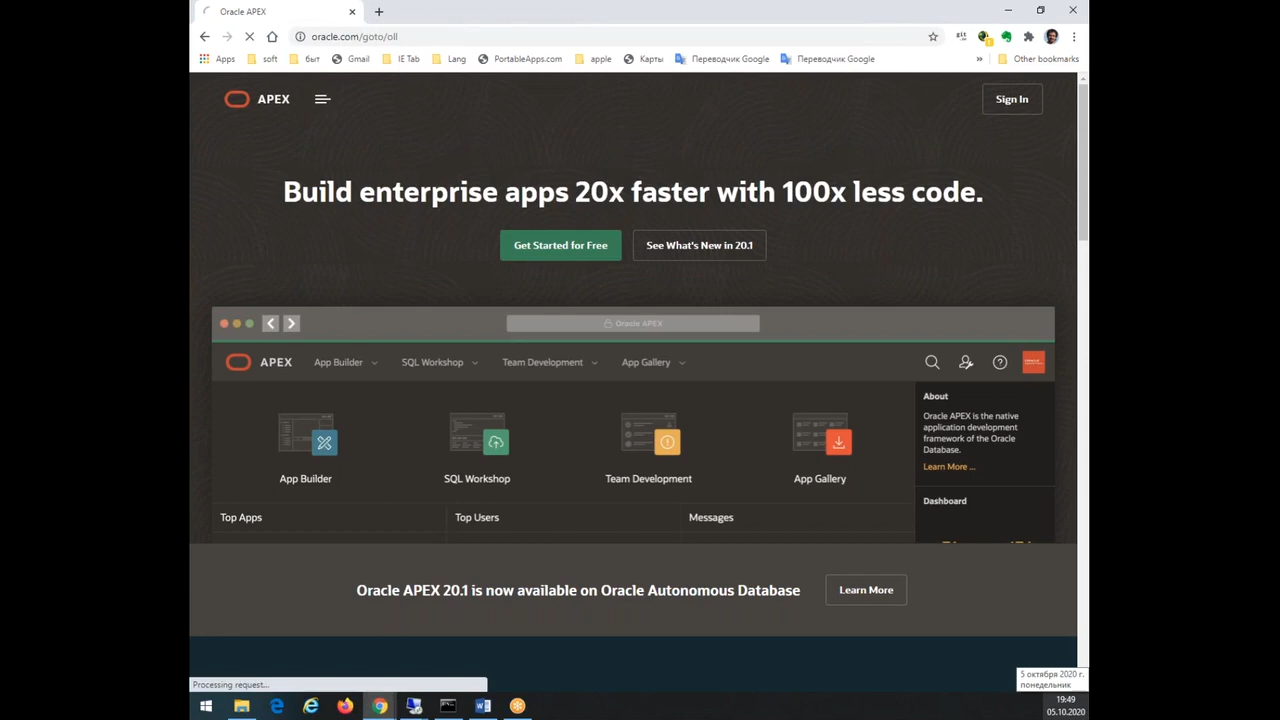 Oracle APEX
oracle.com/goto/oll
Apps
soft
быт
Gmail
IE Tab
Lang
PortableApps.com
apple
Карты
Переводчик Google
Переводчик Google
»
Other bookmarks
APEX
Sign In
Build enterprise apps 20x faster with 100x less code.
Get Started for Free
See What's New in 20.1
Oracle APEX
APEX
App Builder
SQL Workshop
Team Development
App Gallery
About
Oracle APEX is the native
application development
framework of the Oracle
Database.
Learn More ...
App Builder
SQL Workshop
Team Development
App Gallery
Dashboard
Top Apps
Top Users
Messages
Oracle APEX 20.1 is now available on Oracle Autonomous Database
Learn More
Processing request...
5 октября 2020 г.
понедельник
19:49
05.10.2020